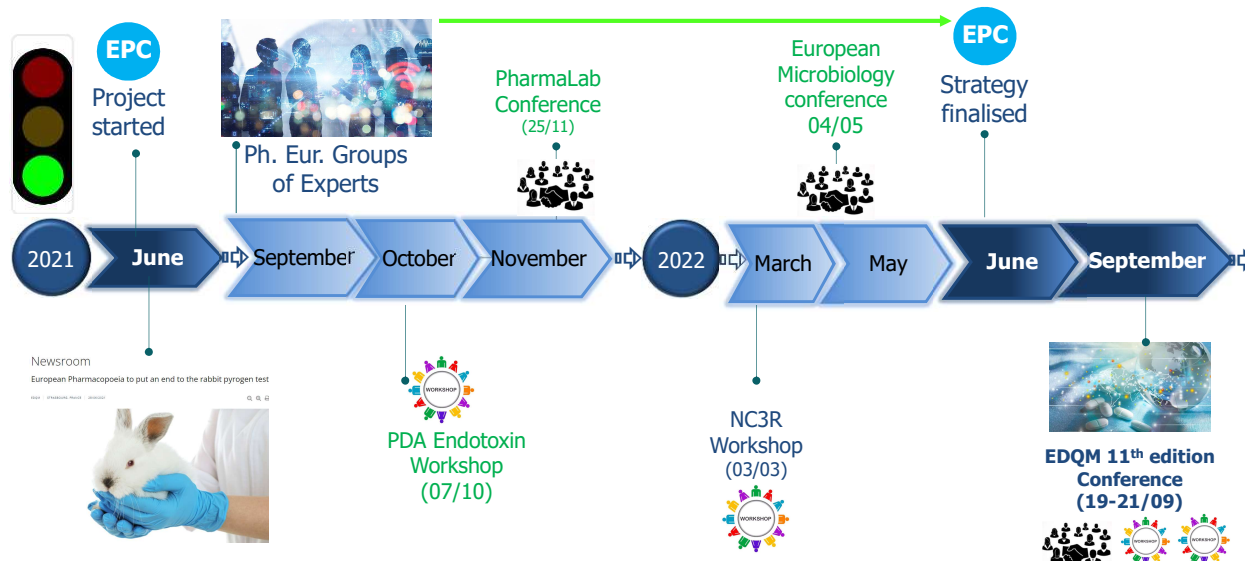 EPC
Project
started
Ph. Eur. Groups
of Experts
PharmaLab
Conference
(25/11)
European
Microbiology
conference
04/05
EPC
Strategy
finalised
2021
June
September
October
November
2022
March
May
June
September
Newsroom
European Pharmacopoeia to put an end to the rabbit pyrogen test
WORKSHOP
PDA Endotoxin
Workshop
(07/10)
NC3R
Workshop
(03/03)
WORKSHOP
EDQM 11th edition
Conference
(19-21/09)
WORKSHOP
WORKSHOP